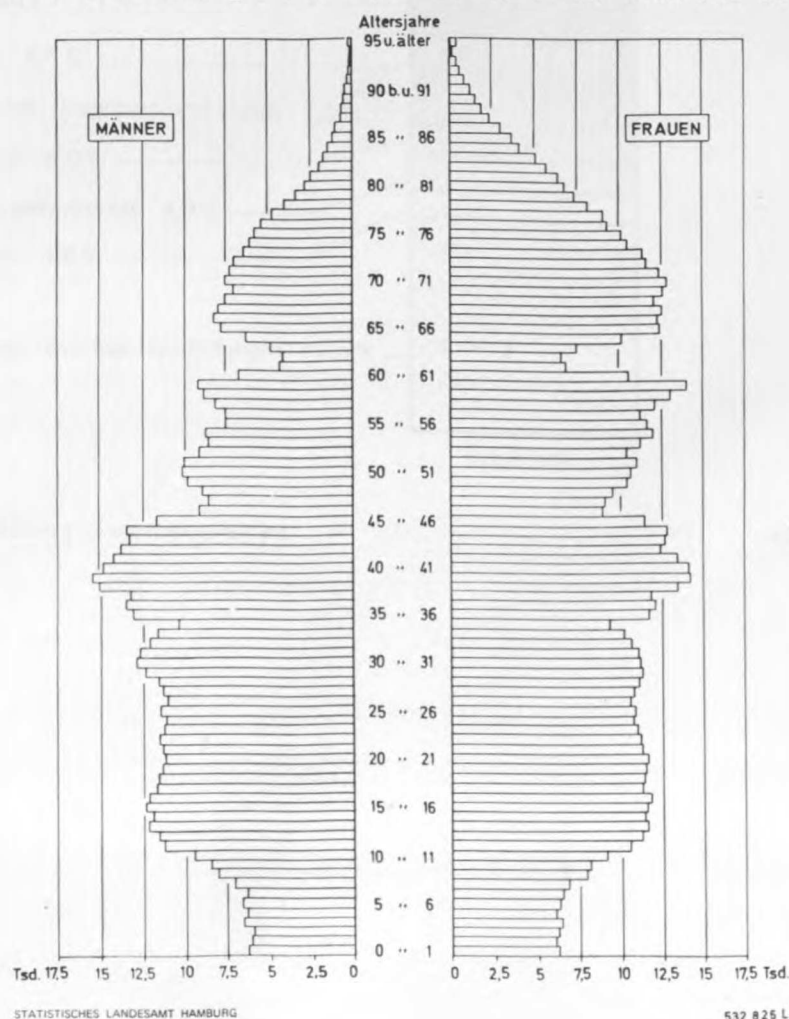 Altersjahre
95 u. älter
90 b.u. 91
MÄNNER
FRAUEN
85 " 86
80 " 81
75 " 76
70 " 71
65 " 66
60 " 61
55 " 56
50 " 51
45 " 46
40 " 41
35 " 36
30 " 31
25 " 26
20 " 21
15 " 16
10 " 11
5 " 6
0 " 1
Tsd. 17,5 15 12,5 10 7,5 5 2,5 0 0 2,5 5 7,5 10 12,5 15 17,5 Tsd.
STATISTISCHES LANDESAMT HAMBURG
532 825 L